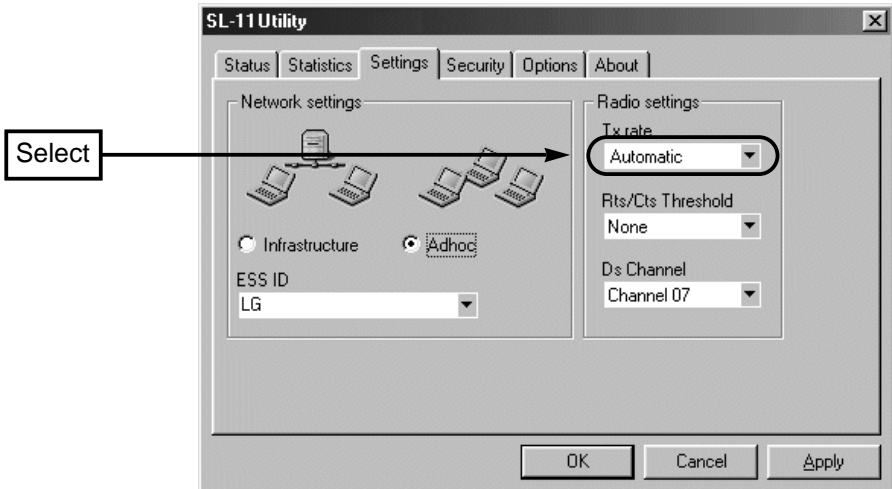 SL-11 Utility
Status Statistics Settings Security Options About
Network settings
Radio settings
Tx rate
Select
Automatic
Rts/Cts Threshold
None
Infrastructure Adhoc
ESS ID
LG
Ds Channel
Channel 07
OK Cancel Apply